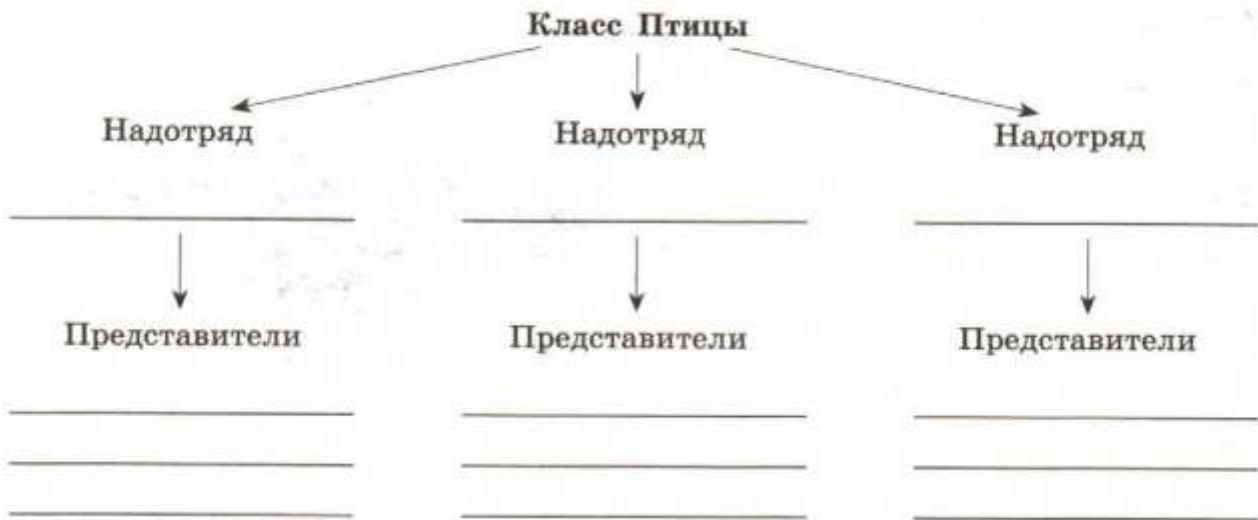 Класс Птицы
Надотряд Надотряд Надотряд
Представители Представители Представители